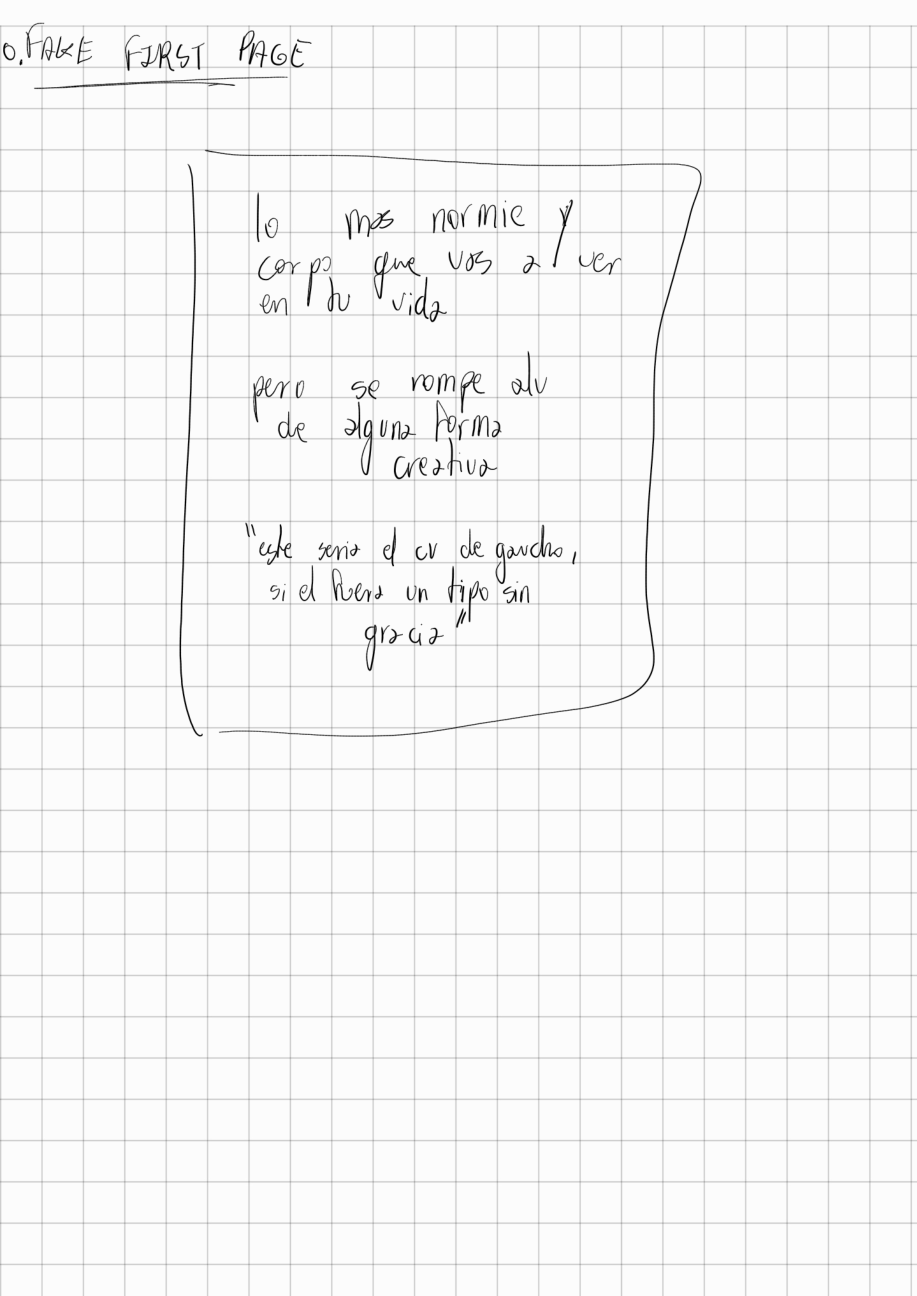 0. FAKE FIRST PAGE
lo mas normie y
corpo que vas a ver
en tu vida
pero se rompe alv
de alguna forma
creativa
"este seria el cv de gaucho,
si el fuera un tipo sin
gracia"